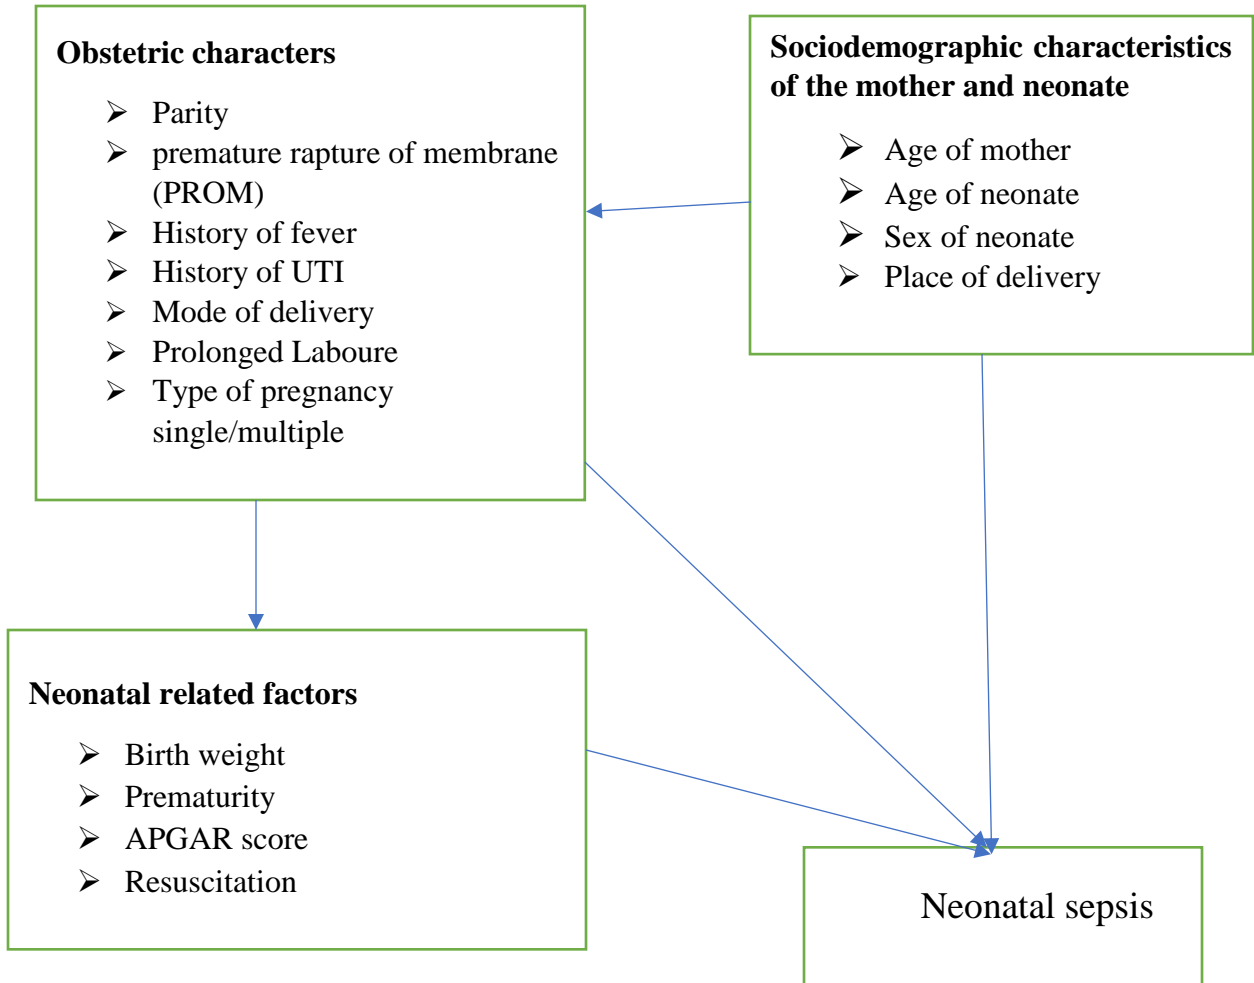 Obstetric characters
➢ Parity
➢ premature rapture of membrane
(PROM)
➢ History of fever
➢ History of UTI
➢ Mode of delivery
➢ Prolonged Laboure
➢ Type of pregnancy
single/multiple
Sociodemographic characteristics
of the mother and neonate
➢ Age of mother
➢ Age of neonate
➢ Sex of neonate
➢ Place of delivery
Neonatal related factors
➢ Birth weight
➢ Prematurity
➢ APGAR score
➢ Resuscitation
Neonatal sepsis